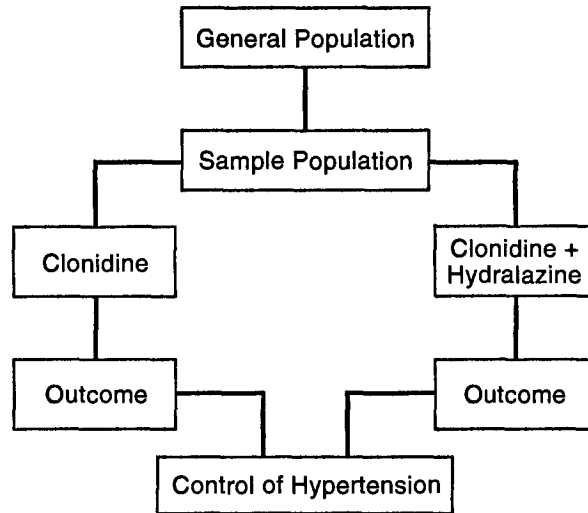 General Population
Sample Population
Clonidine
Clonidine +
Hydralazine
Outcome
Outcome
Control of Hypertension